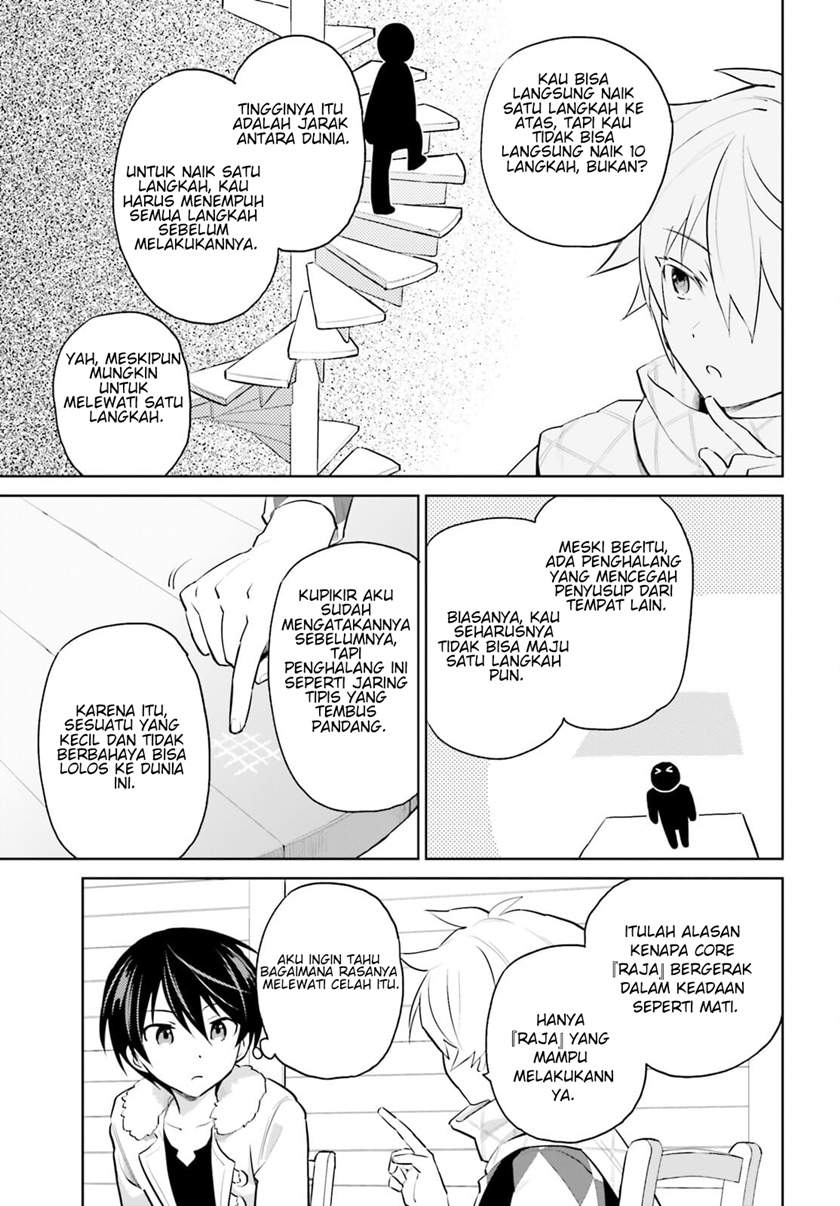 KAU BISA
LANGSUNG NAIK
SATU LANGKAH KE
ATAS, TAPI KAU
TIDAK BISA
LANGSUNG NAIK 10
LANGKAH, BUKAN?
TINGGINYA ITU
ADALAH JARAK
ANTARA DUNIA.
UNTUK NAIK SATU
LANGKAH, KAU
HARUS MENEMPUH
SEMUA LANGKAH
SEBELUM
MELAKUKANNYA.
YAH, MESKIPUN
MUNGKIN
UNTUK
MELEWATI SATU
LANGKAH.
MESKI BEGITU,
ADA PENGHALANG
YANG MENCEGAH
PENYUSUP DARI
TEMPAT LAIN.
BIASANYA, KAU
SEHARUSNYA
TIDAK BISA MAJU
SATU LANGKAH
PUN.
KUPIKIR AKU
SUDAH
MENGATAKANNYA
SEBELUMNYA,
TAPI
PENGHALANG INI
SEPERTI JARING
TIPIS YANG
TEMBUS
PANDANG.
KARENA ITU,
SESUATU YANG
KECIL DAN TIDAK
BERBAHAYA BISA
LOLOS KE DUNIA
INI.
ITULAH ALASAN
KENAPA CORE
『RAJA』 BERGERAK
DALAM KEADAAN
SEPERTI MATI.
HANYA
『RAJA』 YANG
MAMPU
MELAKUKANN
YA.
AKU INGIN TAHU
BAGAIMANA RASANYA
MELEWATI CELAH ITU.